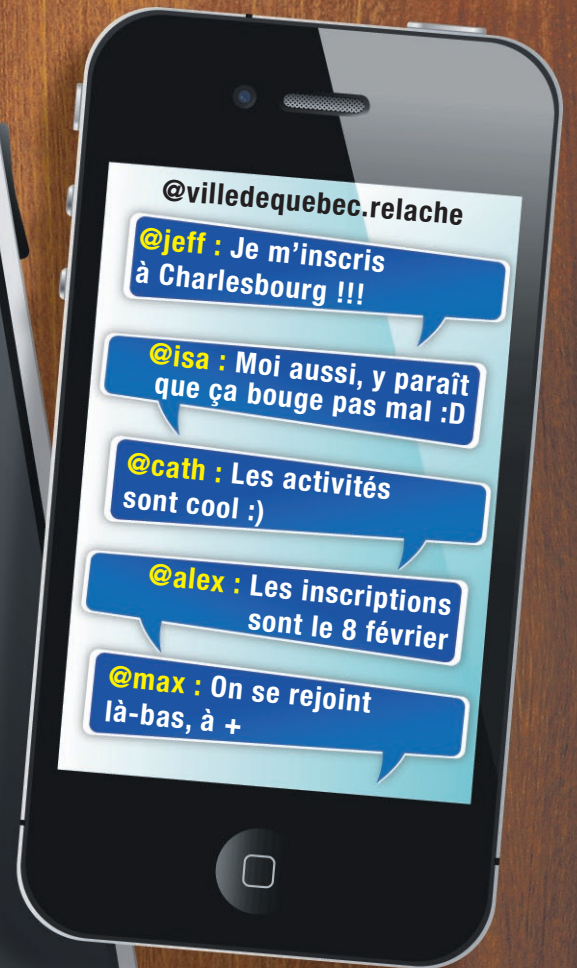 @villedequebec.relache
@jeff : Je m’inscris
à Charlesbourg !!!
@isa : Moi aussi, y paraît
que ça bouge pas mal :D
@cath : Les activités
sont cool :)
@alex : Les inscriptions
sont le 8 février
@max : On se rejoint
là-bas, à +